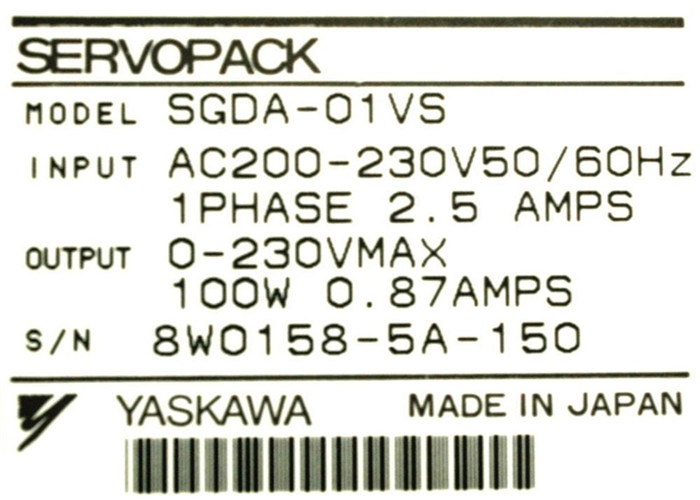 SERVOPACK
MODEL SGDA-01VS
INPUT AC200-230V50/60Hz
1PHASE 2.5 AMPS
OUTPUT 0-230VMAX
100W 0.87AMPS
S/N 8W0158-5A-150
YASKAWA MADE IN JAPAN